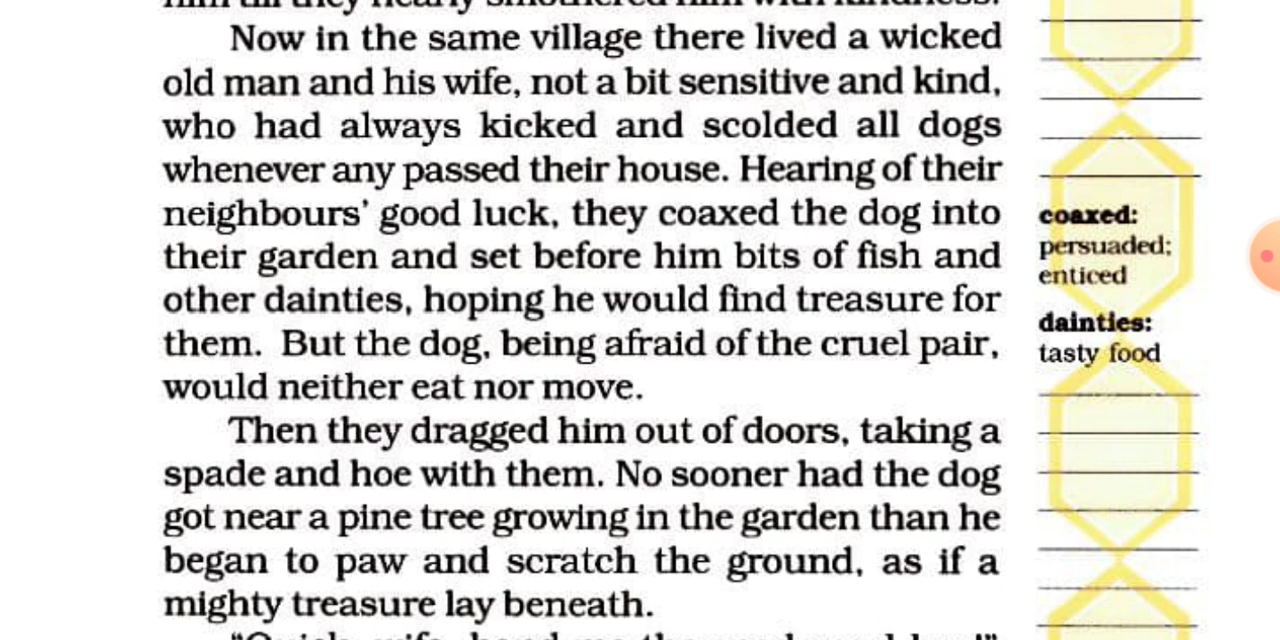 Now in the same village there lived a wicked
old man and his wife, not a bit sensitive and kind,
who had always kicked and scolded all dogs
whenever any passed their house. Hearing of their
neighbours' good luck, they coaxed the dog into
their garden and set before him bits of fish and
other dainties, hoping he would find treasure for
them. But the dog, being afraid of the cruel pair,
would neither eat nor move.
Then they dragged him out of doors, taking a
spade and hoe with them. No sooner had the dog
got near a pine tree growing in the garden than he
began to paw and scratch the ground, as if a
mighty treasure lay beneath.
coaxed:
persuaded;
enticed
dainties:
tasty food